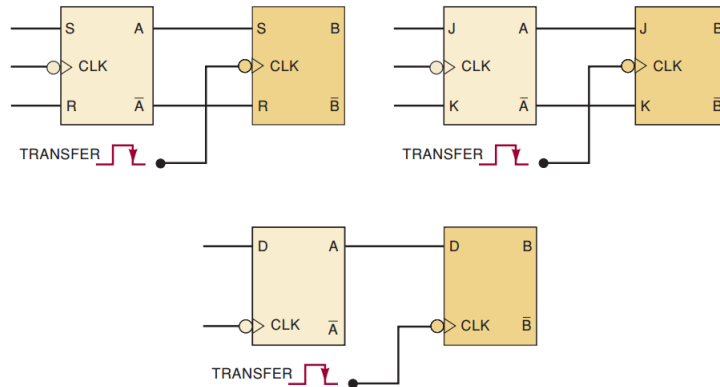 S A S B
CLK CLK
R A̅ R B̅
TRANSFER
J A J B
CLK CLK
K A̅ K B̅
TRANSFER
D A D B
CLK A̅ CLK B̅
TRANSFER